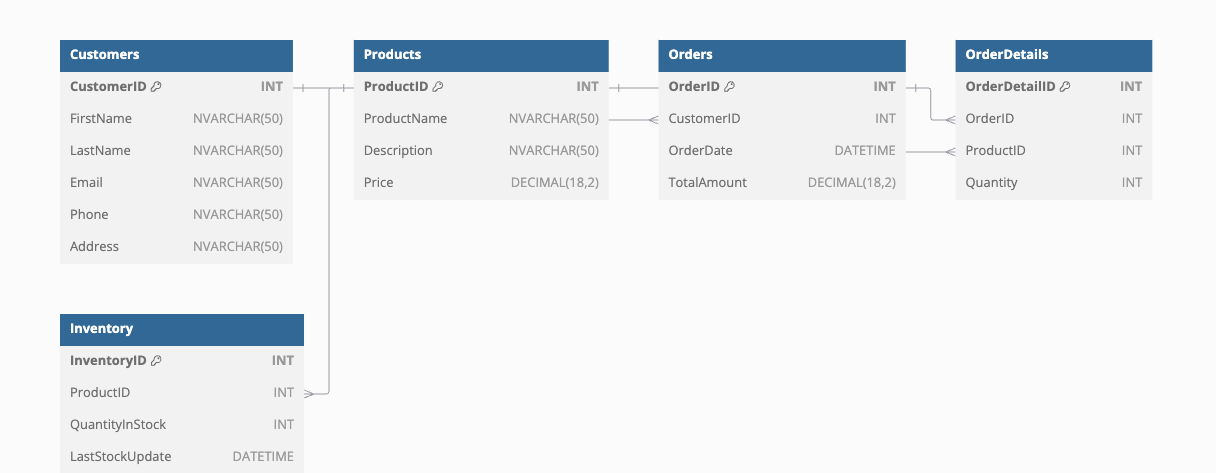 Customers
CustomerID INT
FirstName NVARCHAR(50)
LastName NVARCHAR(50)
Email NVARCHAR(50)
Phone NVARCHAR(50)
Address NVARCHAR(50)
Products
ProductID INT
ProductName NVARCHAR(50)
Description NVARCHAR(50)
Price DECIMAL(18,2)
Orders
OrderID INT
CustomerID INT
OrderDate DATETIME
TotalAmount DECIMAL(18,2)
OrderDetails
OrderDetailID INT
OrderID INT
ProductID INT
Quantity INT
Inventory
InventoryID INT
ProductID INT
QuantityInStock INT
LastStockUpdate DATETIME